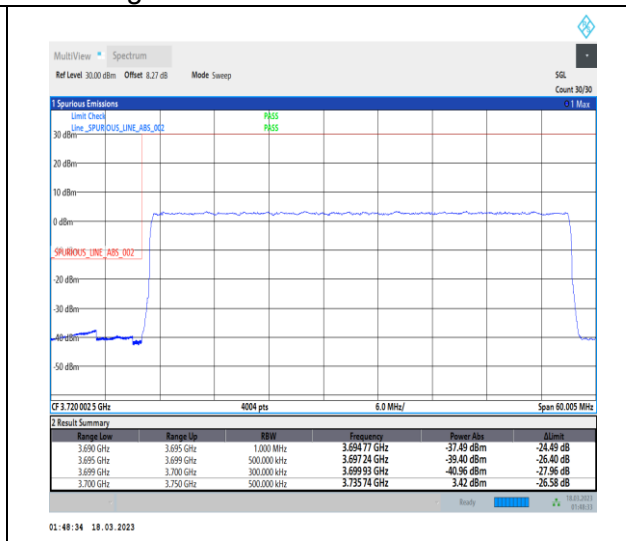 MultiView Spectrum
Ref Level 30.00 dBm Offset 8.27 dB Mode Sweep SGL
Count 30/30
1 Spurious Emissions 1 Max
Limit Check PASS
Line _SPURIOUS_LINE_ABS_002 PASS
30 dBm
20 dBm
10 dBm
0 dBm
_SPURIOUS_LINE_ABS_002
-20 dBm
-30 dBm
-40 dBm
-50 dBm
CF 3.720 002 5 GHz 4004 pts 6.0 MHz/ Span 60.005 MHz
2 Result Summary
Range Low Range Up RBW Frequency Power Abs ΔLimit
3.690 GHz 3.695 GHz 1.000 MHz 3.694 77 GHz -37.49 dBm -24.49 dB
3.695 GHz 3.699 GHz 500.000 kHz 3.697 24 GHz -39.40 dBm -26.40 dB
3.699 GHz 3.700 GHz 300.000 kHz 3.699 93 GHz -40.96 dBm -27.96 dB
3.700 GHz 3.750 GHz 500.000 kHz 3.735 74 GHz 3.42 dBm -26.58 dB
Ready 18.03.2023
01:48:33
01:48:34 18.03.2023